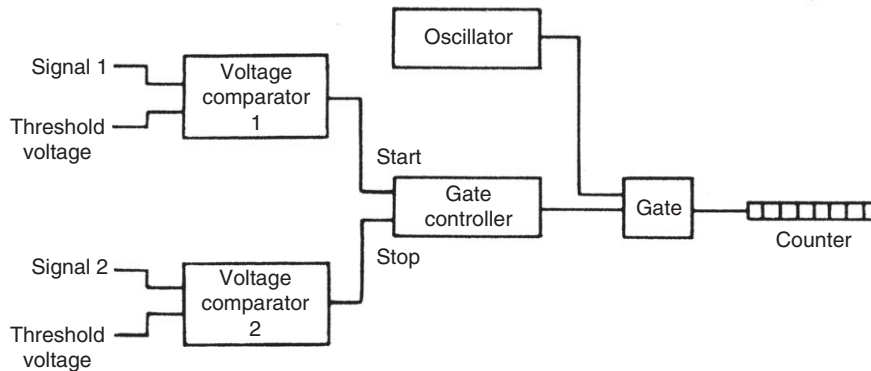 Oscillator
Signal 1
Voltage
comparator
1
Threshold
voltage
Start
Gate
controller
Gate
Counter
Stop
Signal 2
Voltage
comparator
2
Threshold
voltage